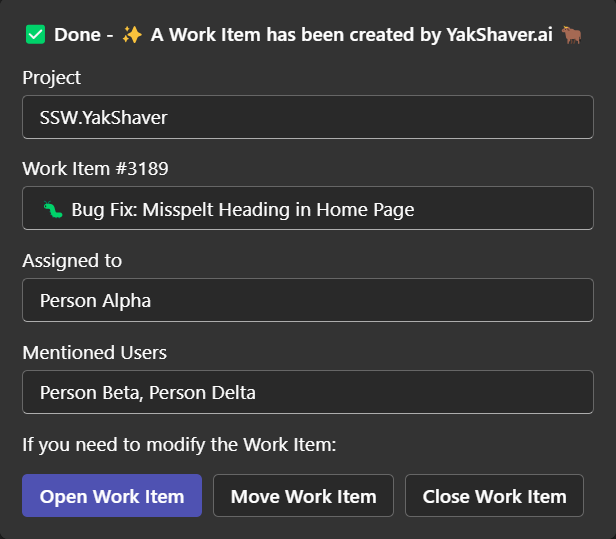 ✅ Done - ✨ A Work Item has been created by YakShaver.ai 🐂
Project
SSW.YakShaver
Work Item #3189
🐛 Bug Fix: Misspelt Heading in Home Page
Assigned to
Person Alpha
Mentioned Users
Person Beta, Person Delta
If you need to modify the Work Item:
Open Work Item Move Work Item Close Work Item